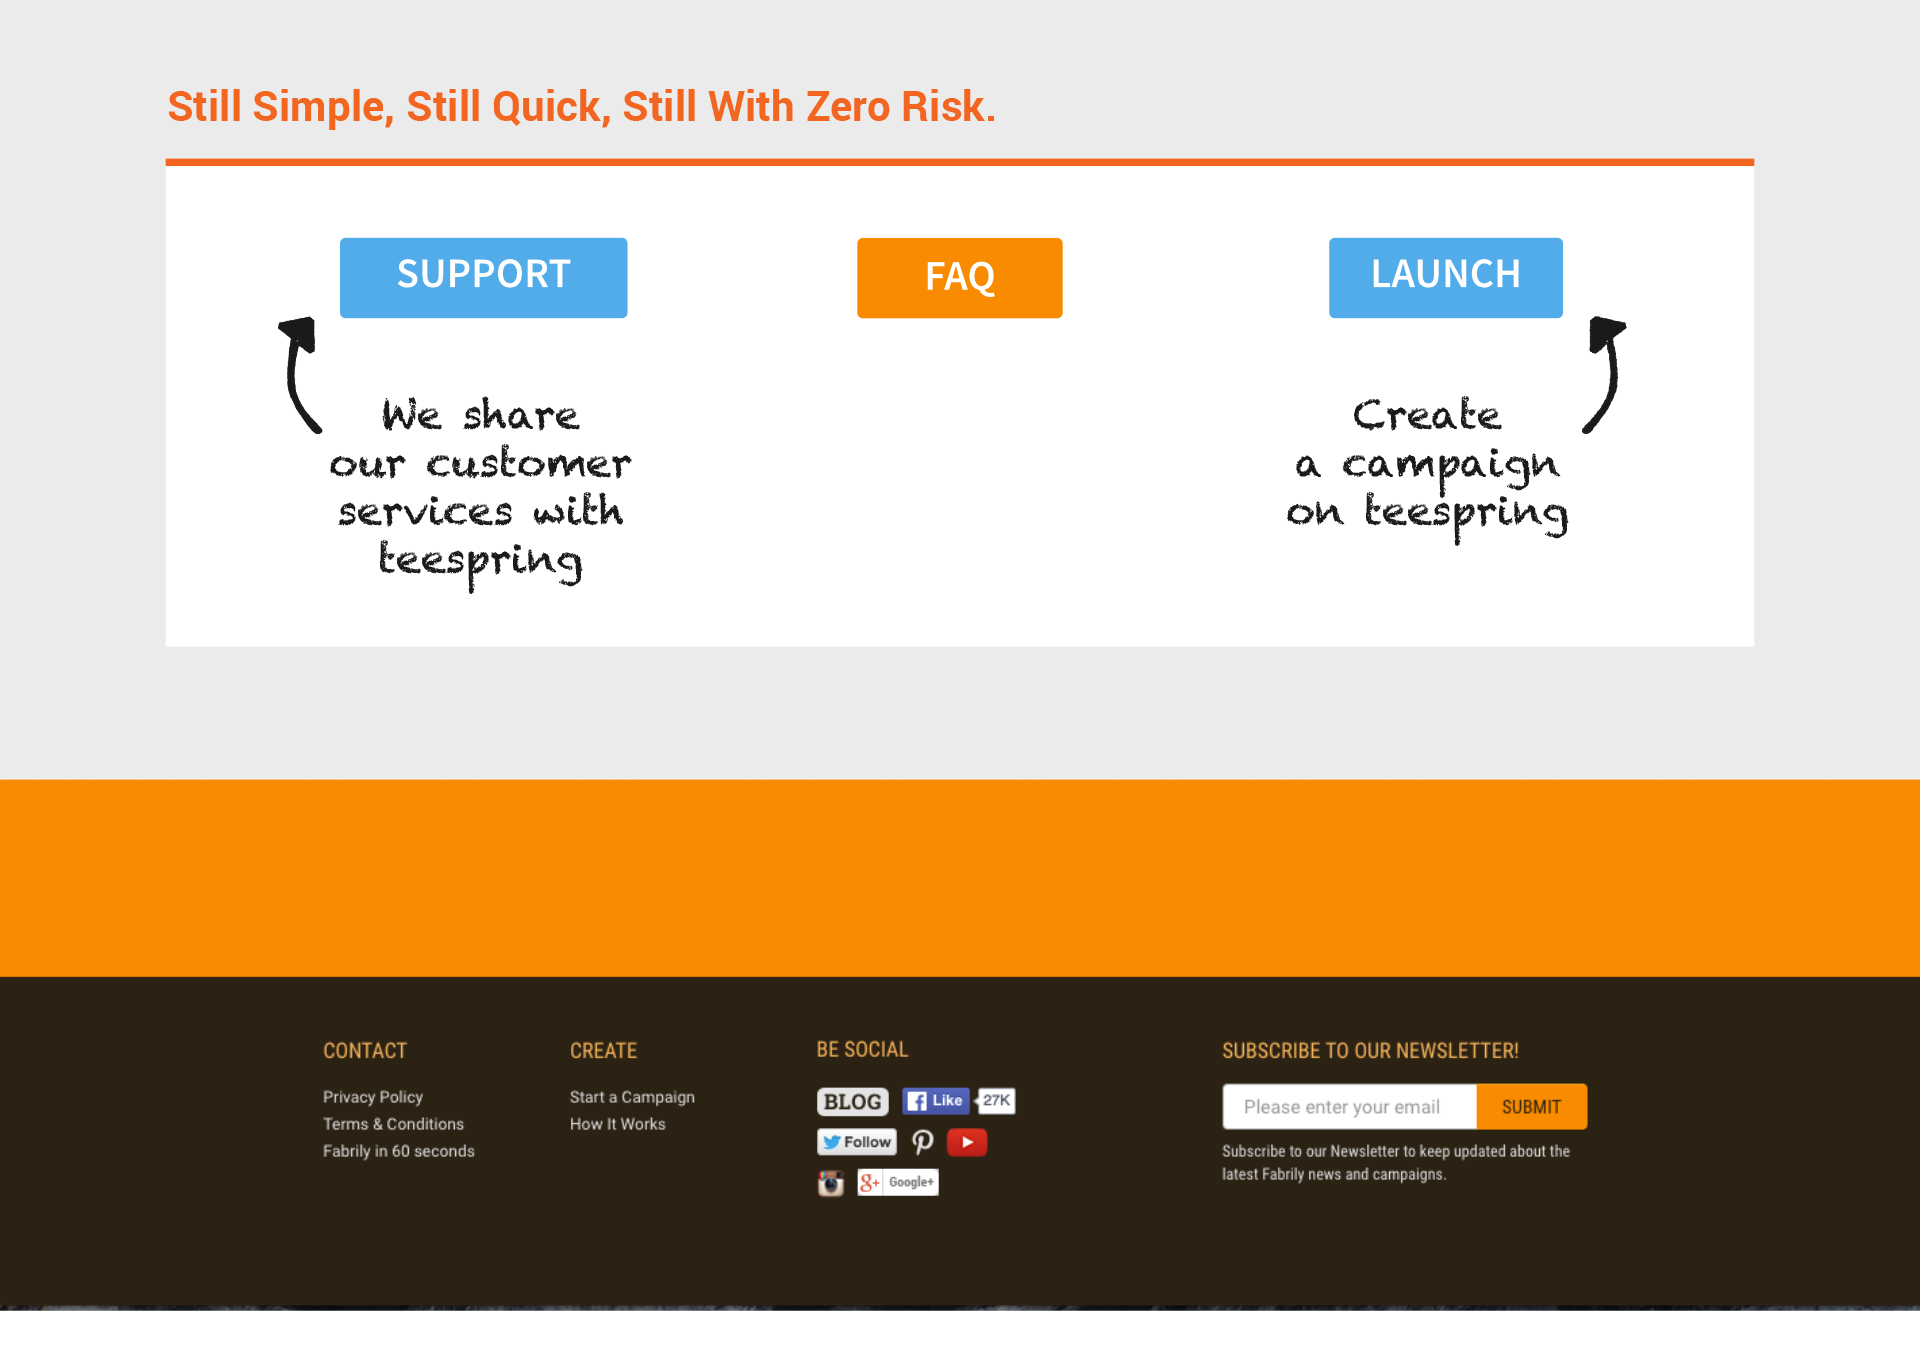 Still Simple, Still Quick, Still With Zero Risk.
SUPPORT
FAQ
LAUNCH
We share
our customer
services with
teespring
Create
a campaign
on teespring
CONTACT
Privacy Policy
Terms & Conditions
Fabrily in 60 seconds
CREATE
Start a Campaign
How It Works
BE SOCIAL
BLOG
Like 27K
Follow
g+ Google+
SUBSCRIBE TO OUR NEWSLETTER!
Please enter your email SUBMIT
Subscribe to our Newsletter to keep updated about the
latest Fabrily news and campaigns.